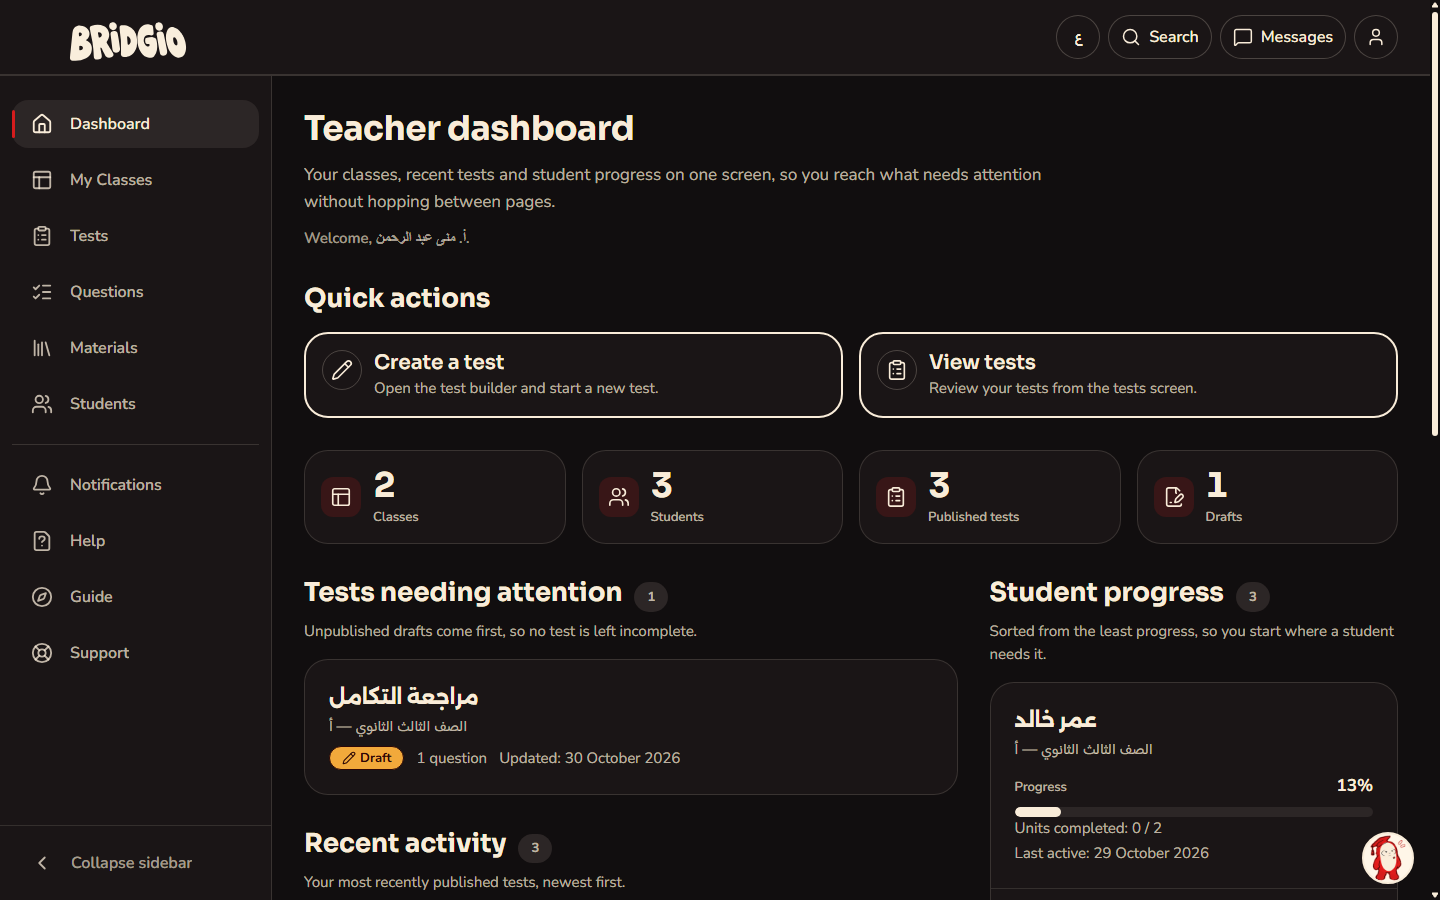 BRiDGiO
ع
Search
Messages
Dashboard
My Classes
Tests
Questions
Materials
Students
Notifications
Help
Guide
Support
Collapse sidebar
Teacher dashboard
Your classes, recent tests and student progress on one screen, so you reach what needs attention
without hopping between pages.
Welcome, أ. منى عبد الرحمن.
Quick actions
Create a test
Open the test builder and start a new test.
View tests
Review your tests from the tests screen.
2
Classes
3
Students
3
Published tests
1
Drafts
Tests needing attention 1
Unpublished drafts come first, so no test is left incomplete.
مراجعة التكامل
الصف الثالث الثانوي — أ
Draft 1 question Updated: 30 October 2026
Recent activity 3
Your most recently published tests, newest first.
Student progress 3
Sorted from the least progress, so you start where a student
needs it.
عمر خالد
الصف الثالث الثانوي — أ
Progress 13%
Units completed: 0 / 2
Last active: 29 October 2026